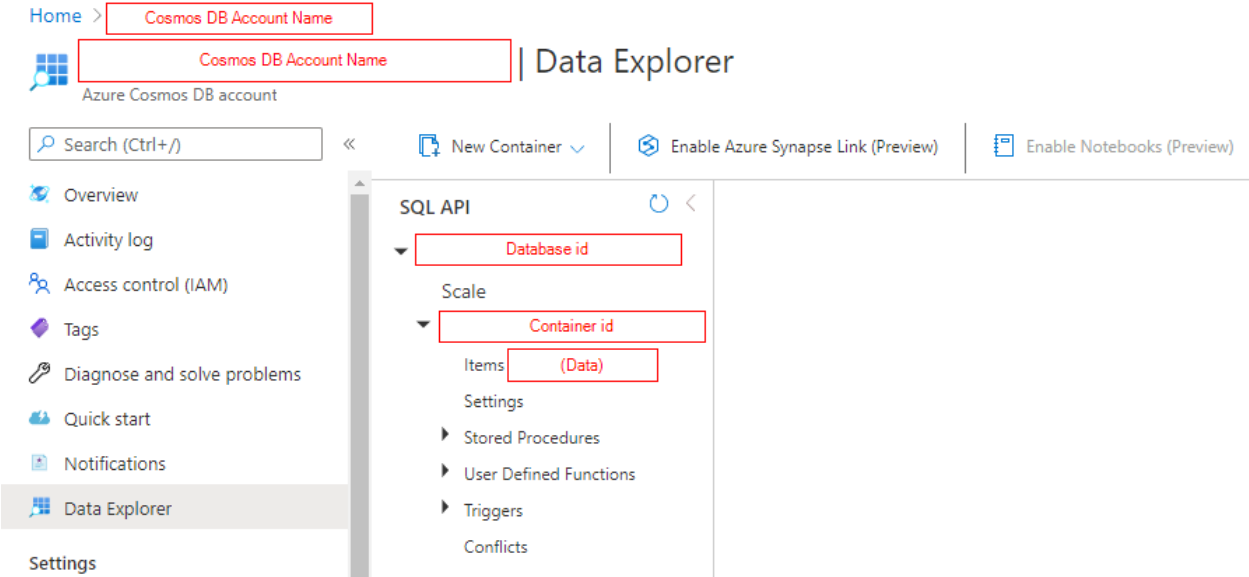 Home > Cosmos DB Account Name
Cosmos DB Account Name | Data Explorer
Azure Cosmos DB account
Search (Ctrl+/) «
New Container
Enable Azure Synapse Link (Preview)
Enable Notebooks (Preview)
Overview
Activity log
Access control (IAM)
Tags
Diagnose and solve problems
Quick start
Notifications
Data Explorer
Settings
SQL API
Database id
Scale
Container id
Items (Data)
Settings
Stored Procedures
User Defined Functions
Triggers
Conflicts